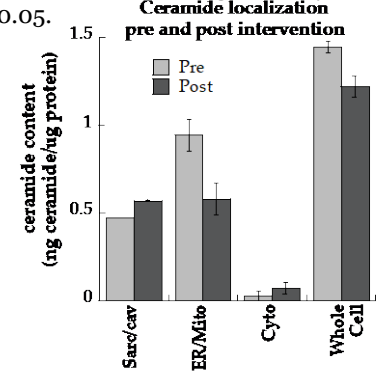 0.05.
Ceramide localization
pre and post intervention
Pre
Post
ceramide content
(ng ceramide/ug protein)
1.5
1
0.5
0
Sarc/cav
ER/Mito
Cyto
Whole
Cell